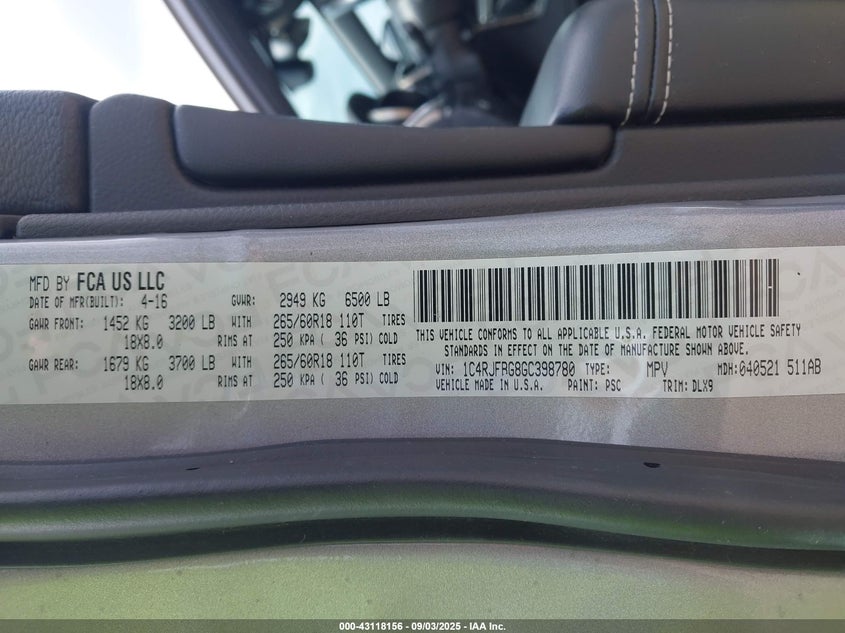 MFD BY FCA US LLC
DATE OF MFR(BUILT): 4-16 GVWR: 2949 KG 6500 LB
GAWR FRONT: 1452 KG 3200 LB WITH 265/60R18 110T TIRES
18X8.0 RIMS AT 250 KPA ( 36 PSI) COLD
GAWR REAR: 1679 KG 3700 LB WITH 265/60R18 110T TIRES
18X8.0 RIMS AT 250 KPA ( 36 PSI) COLD
THIS VEHICLE CONFORMS TO ALL APPLICABLE U.S.A. FEDERAL MOTOR VEHICLE SAFETY
STANDARDS IN EFFECT ON THE DATE OF MANUFACTURE SHOWN ABOVE.
VIN: 1C4RJFBG8GC398780 TYPE: MPV MDH:040521 511AB
VEHICLE MADE IN U.S.A. PAINT: PSC TRIM: DLX9
000-43118156 - 09/03/2025 - IAA Inc.